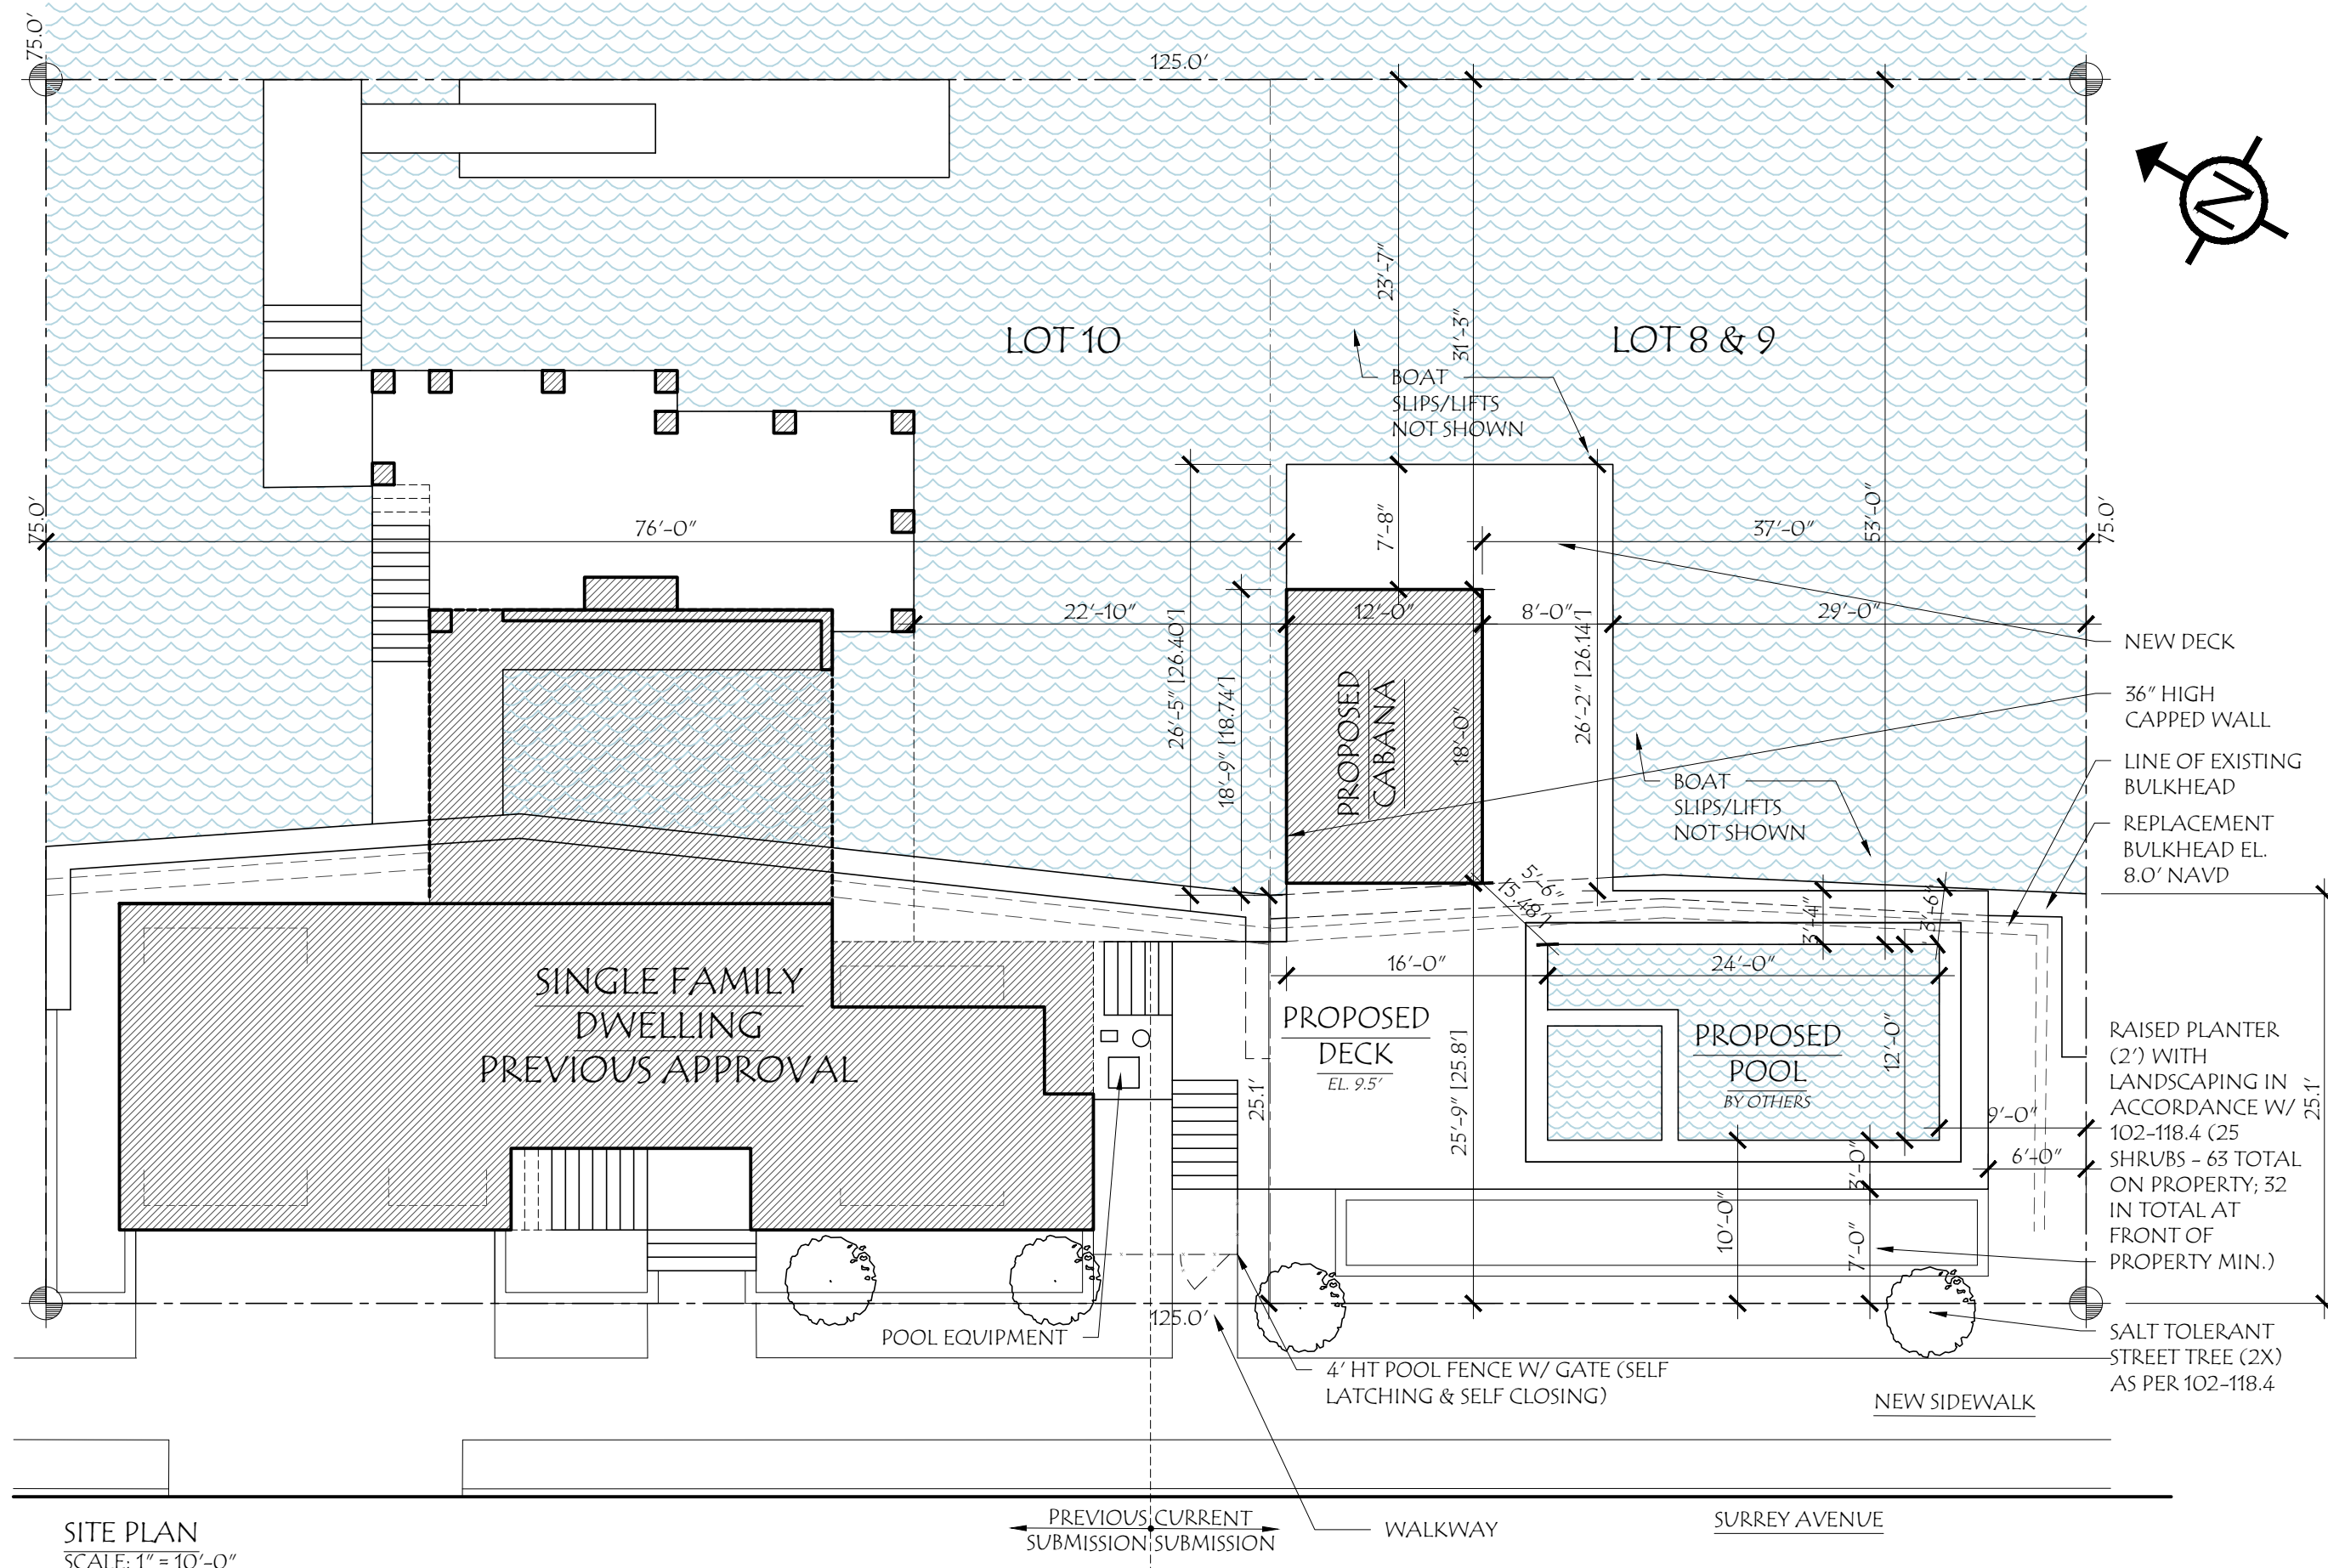 75.0'
125.0'
N
23'-7"
31'-3"
LOT 10
LOT 8 & 9
BOAT
SLIPS/LIFTS
NOT SHOWN
75.0'
76'-0"
7'-8"
37'-0"
53'-0"
75.0'
22'-10"
12'-0"
8'-0"
29'-0"
26'-5" [26.40']
18'-9" [18.74']
PROPOSED
CABANA
18'-0"
26'-2" [26.14']
NEW DECK
36" HIGH
CAPPED WALL
LINE OF EXISTING
BULKHEAD
REPLACEMENT
BULKHEAD EL.
8.0' NAVD
BOAT
SLIPS/LIFTS
NOT SHOWN
5'-6"
[5.48']
3'-4"
3'-6"
16'-0"
24'-0"
SINGLE FAMILY
DWELLING
PREVIOUS APPROVAL
PROPOSED
DECK
EL. 9.5'
25.1'
25'-9" [25.8']
PROPOSED
POOL
BY OTHERS
12'-0"
9'-0"
6'-0"
3'-0"
10'-0"
7'-0"
RAISED PLANTER
(2') WITH
LANDSCAPING IN
ACCORDANCE W/
102-118.4 (25
SHRUBS - 63 TOTAL
ON PROPERTY; 32
IN TOTAL AT
FRONT OF
PROPERTY MIN.)
25.1'
125.0'
POOL EQUIPMENT
4' HT POOL FENCE W/ GATE (SELF
LATCHING & SELF CLOSING)
SALT TOLERANT
STREET TREE (2X)
AS PER 102-118.4
NEW SIDEWALK
PREVIOUS CURRENT
SUBMISSION SUBMISSION
WALKWAY
SURREY AVENUE
SITE PLAN
SCALE: 1" = 10'-0"